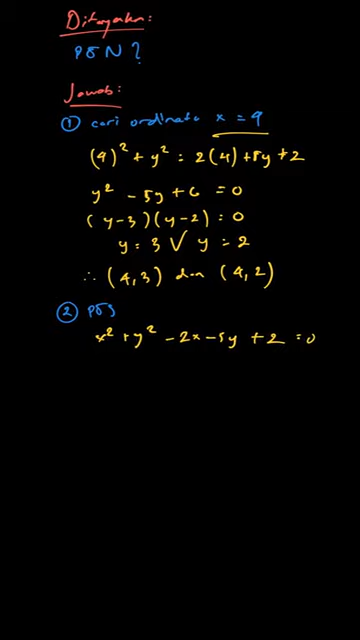 Ditanyakan:
PGN?
Jawab:
① cari ordinat x = 4
(4)² + y² = 2(4) + 5y + 2
y² - 5y + 6 = 0
(y-3)(y-2) = 0
y = 3 ∨ y = 2
∴ (4,3) dan (4,2)
② PGS
x² + y² - 2x - 5y + 2 = 0